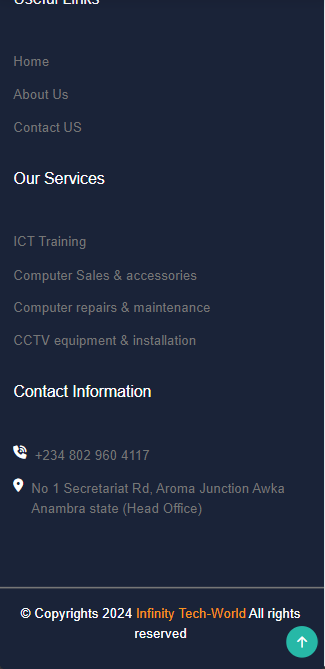 Useful Links
Home
About Us
Contact US
Our Services
ICT Training
Computer Sales & accessories
Computer repairs & maintenance
CCTV equipment & installation
Contact Information
+234 802 960 4117
No 1 Secretariat Rd, Aroma Junction Awka
Anambra state (Head Office)
© Copyrights 2024 Infinity Tech-World All rights
reserved